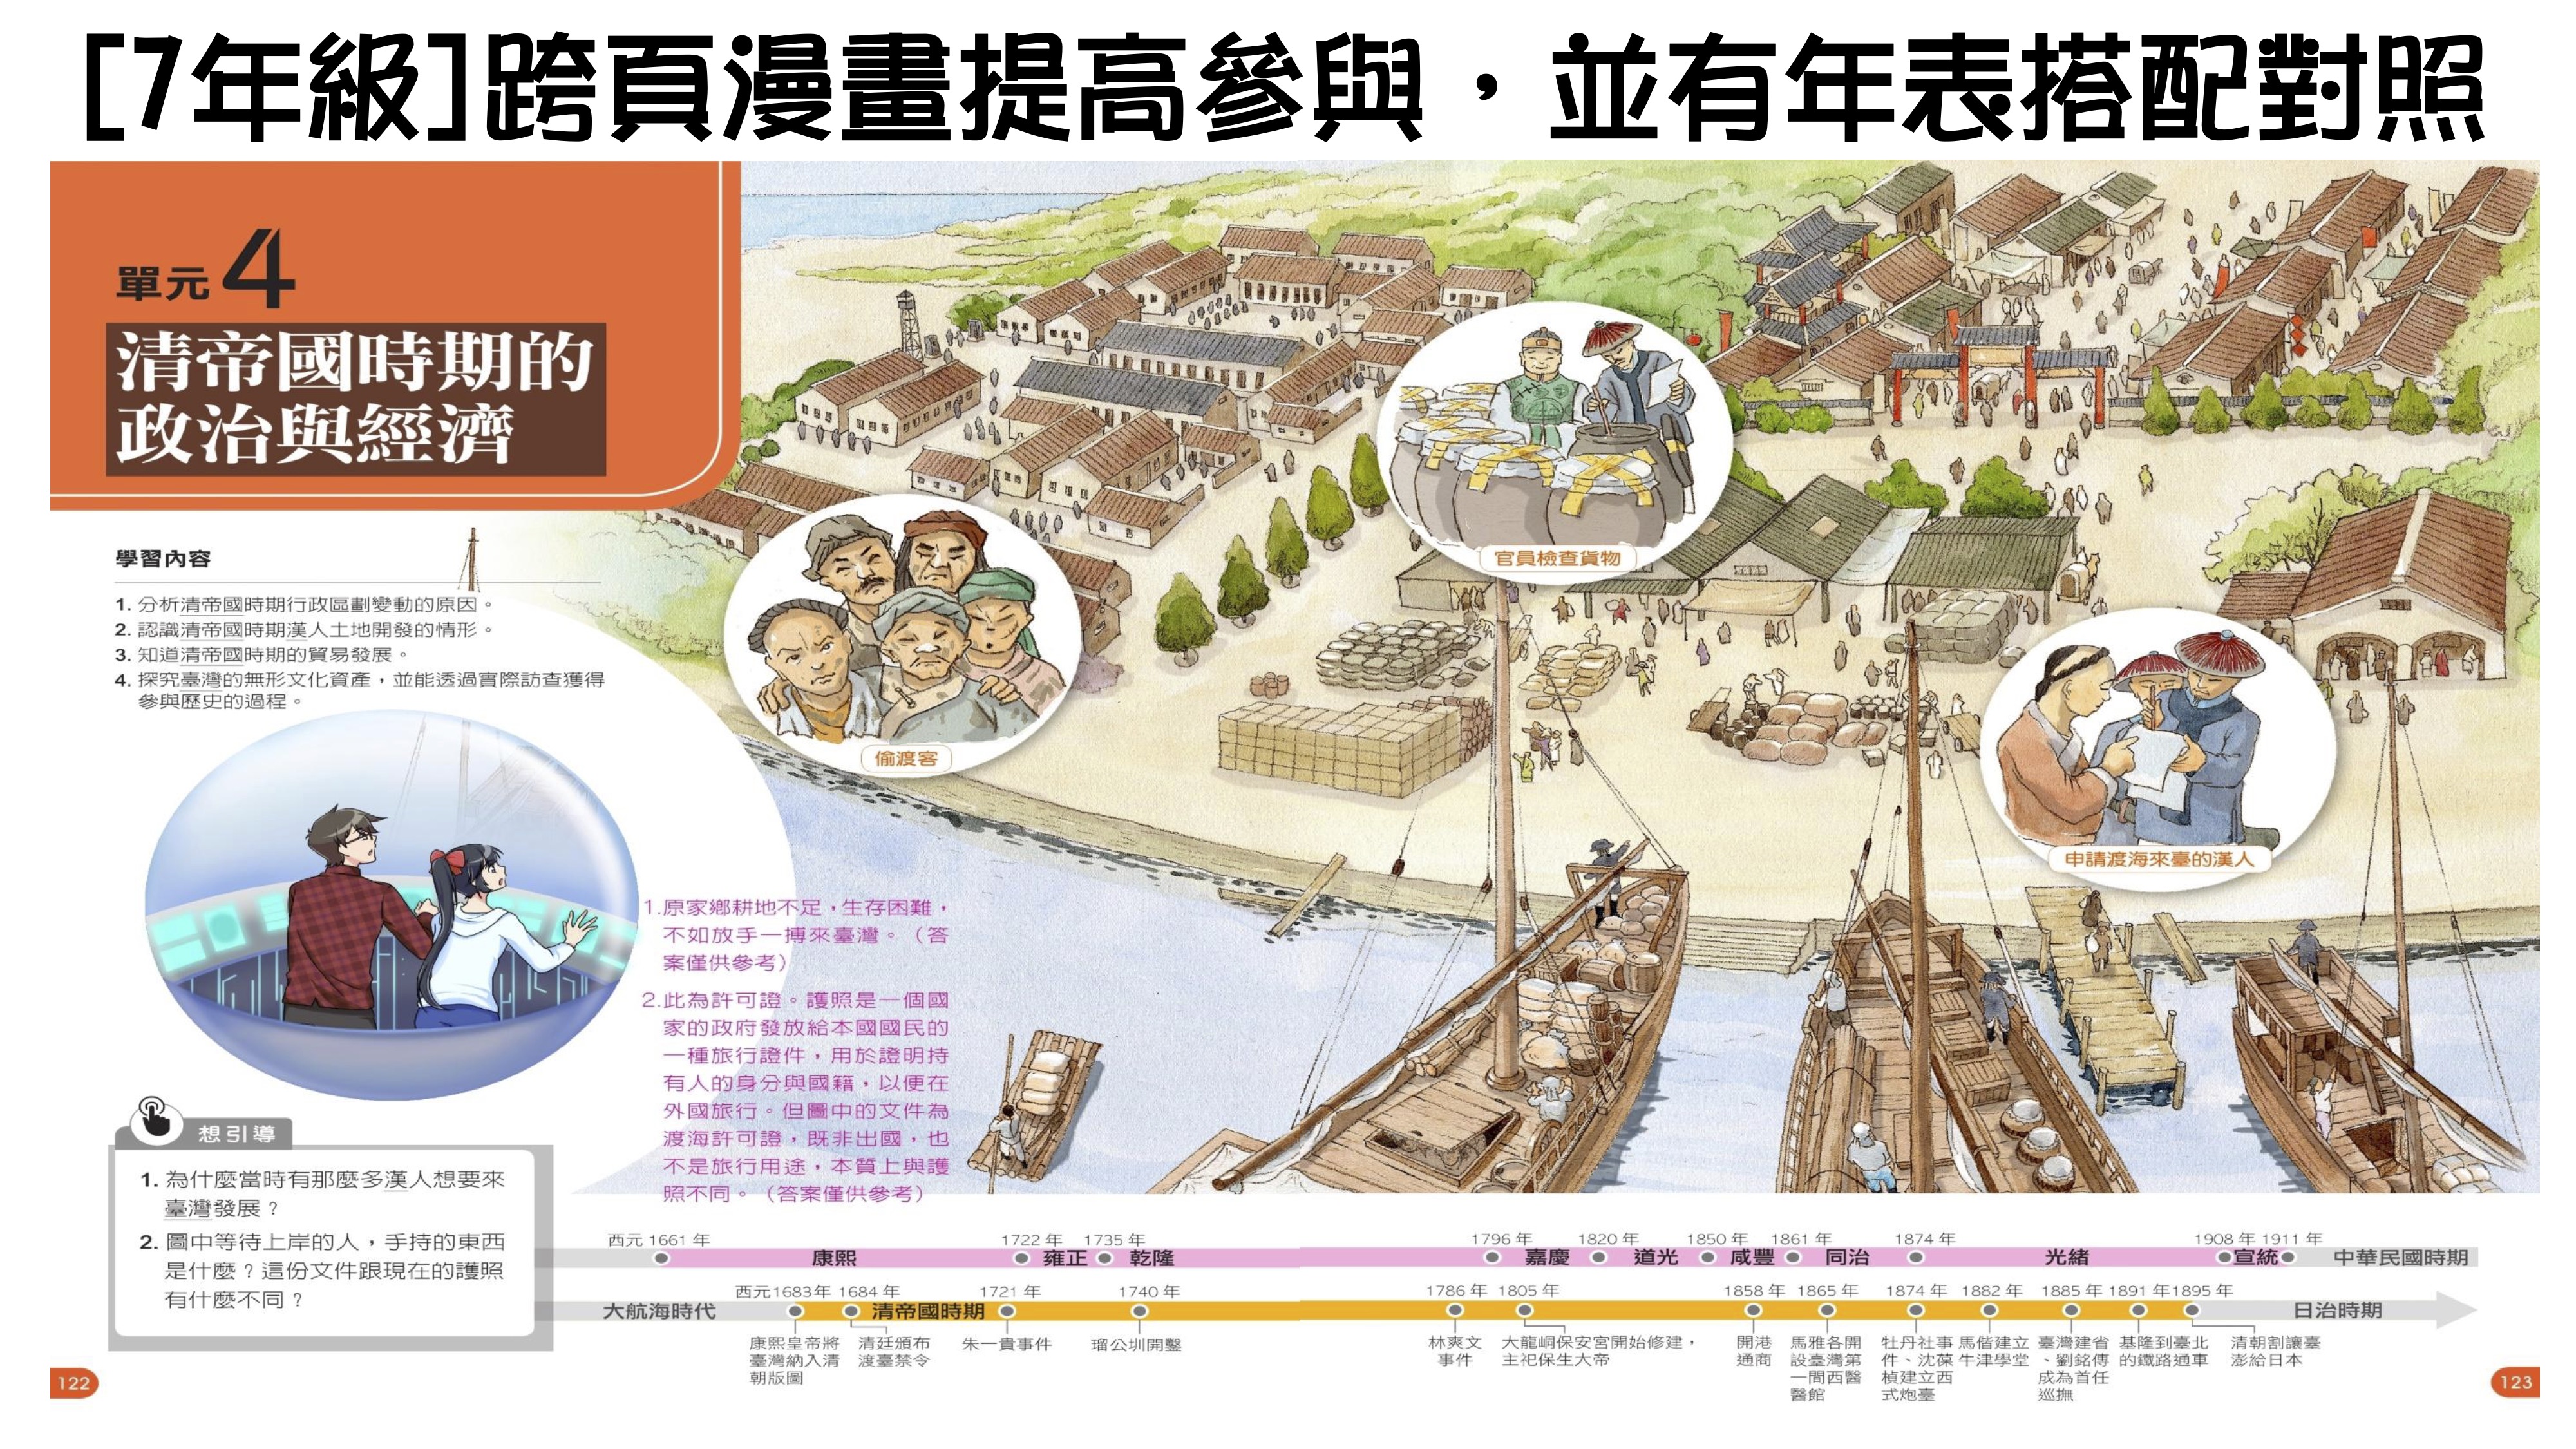 [7年級]跨頁漫畫提高參與，並有年表搭配對照
單元4
清帝國時期的
政治與經濟
學習內容
1. 分析清帝國時期行政區劃變動的原因。
2. 認識清帝國時期漢人土地開發的情形。
3. 知道清帝國時期的貿易發展。
4. 探究臺灣的無形文化資產，並能透過實際訪查獲得
參與歷史的過程。
偷渡客
官員檢查貨物
申請渡海來臺的漢人
1.原家鄉耕地不足，生存困難，
不如放手一搏來臺灣。（答
案僅供參考）
2.此為許可證。護照是一個國
家的政府發放給本國國民的
一種旅行證件，用於證明持
有人的身分與國籍，以便在
外國旅行。但圖中的文件為
渡海許可證，既非出國，也
不是旅行用途，本質上與護
照不同。（答案僅供參考）
想引導
1. 為什麼當時有那麼多漢人想要來
臺灣發展？
2. 圖中等待上岸的人，手持的東西
是什麼？這份文件跟現在的護照
有什麼不同？
西元 1661 年 1722 年 1735 年 1796 年 1820 年 1850 年 1861 年 1874 年 1908 年 1911 年
康熙 雍正 乾隆 嘉慶 道光 咸豐 同治 光緒 宣統 中華民國時期
西元1683年 1684 年 1721 年 1740 年 1786 年 1805 年 1858 年 1865 年 1874 年 1882 年 1885 年 1891 年 1895 年
大航海時代 清帝國時期 日治時期
康熙皇帝將
臺灣納入清
朝版圖
清廷頒布
渡臺禁令
朱一貴事件
瑠公圳開鑿
林爽文
事件
大龍峒保安宮開始修建，
主祀保生大帝
開港
通商
馬雅各開
設臺灣第
一間西醫
醫館
牡丹社事
件、沈葆
楨建立西
式炮臺
馬偕建立
牛津學堂
臺灣建省
、劉銘傳
成為首任
巡撫
基隆到臺北
的鐵路通車
清朝割讓臺
澎給日本
122
123